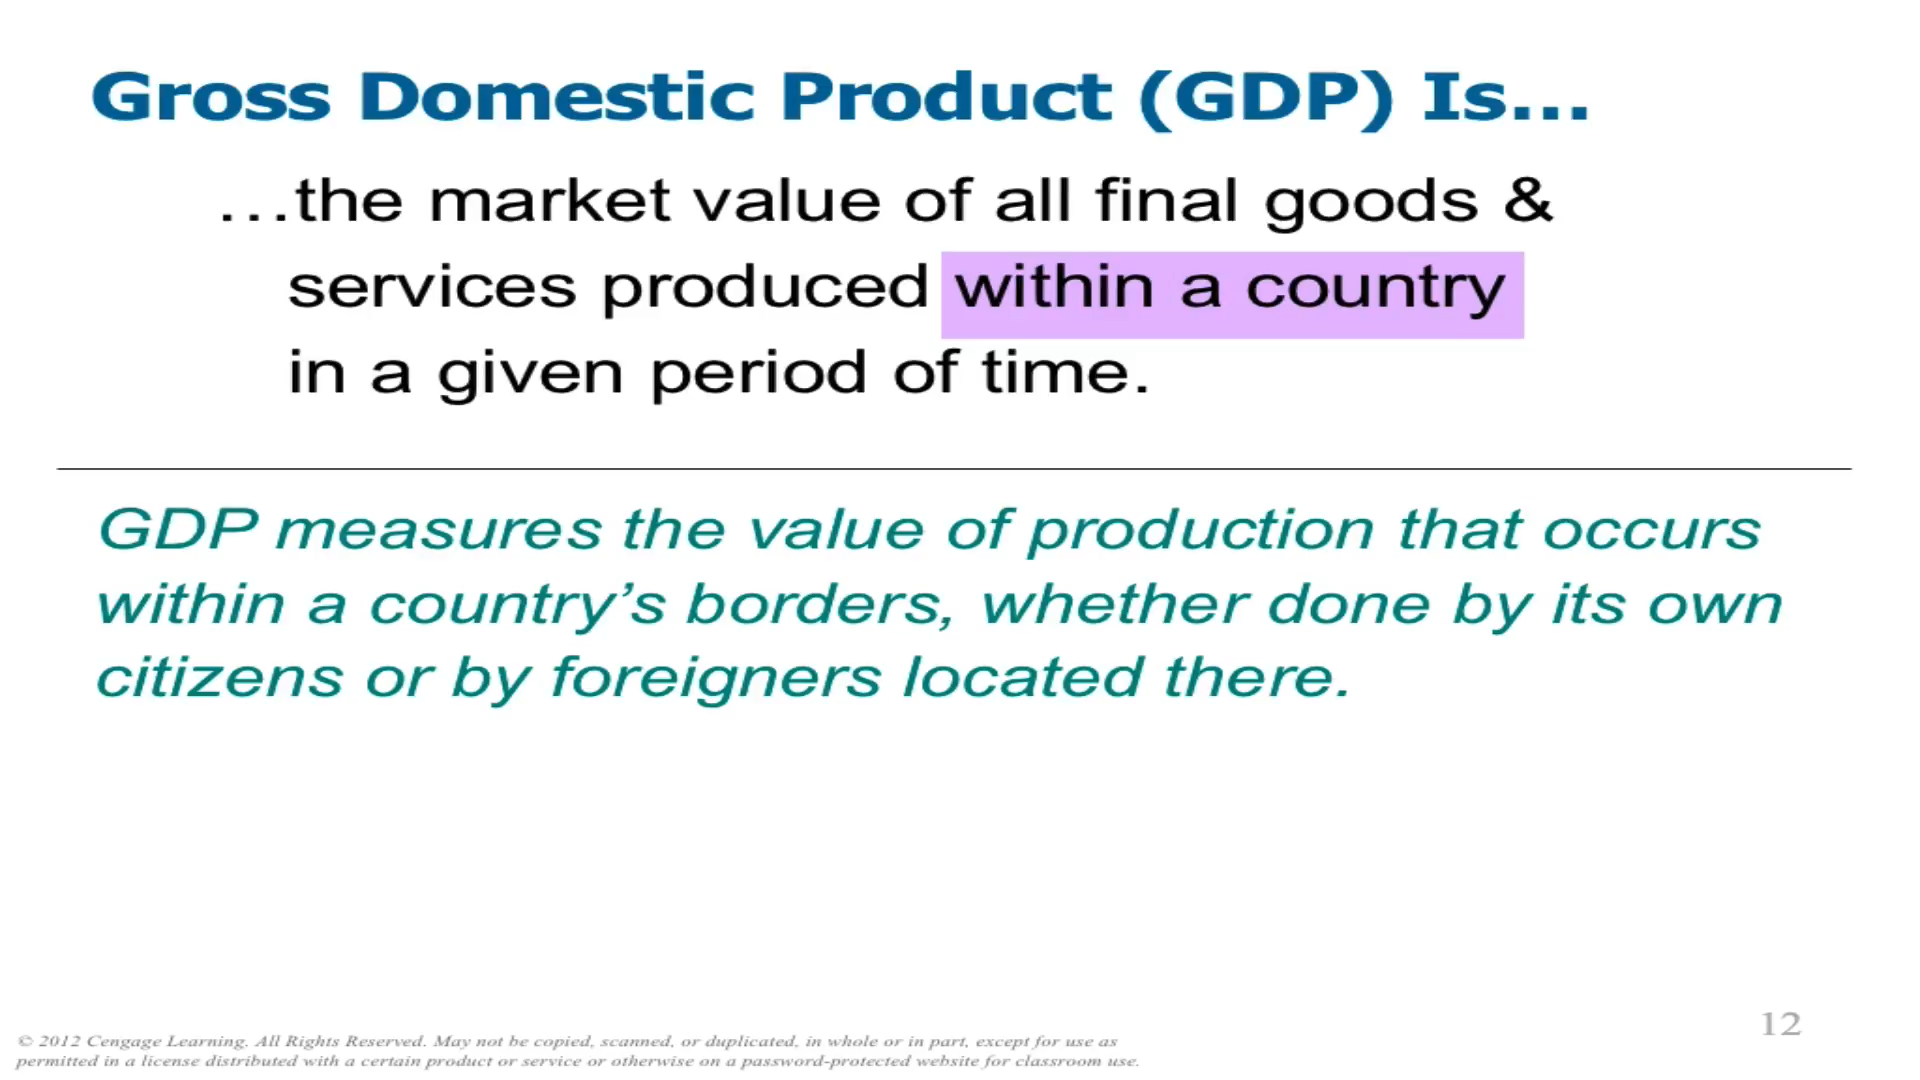 Gross Domestic Product (GDP) Is...
...the market value of all final goods &
services produced within a country
in a given period of time.
GDP measures the value of production that occurs
within a country’s borders, whether done by its own
citizens or by foreigners located there.
12
© 2012 Cengage Learning. All Rights Reserved. May not be copied, scanned, or duplicated, in whole or in part, except for use as
permitted in a license distributed with a certain product or service or otherwise on a password-protected website for classroom use.